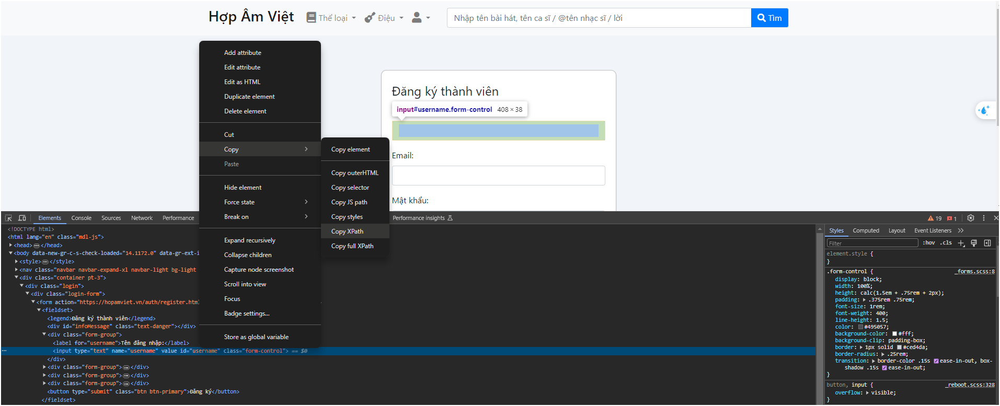 Hợp Âm Việt Thể loại Điệu Nhập tên bài hát, tên ca sĩ / @tên nhạc sĩ / lời Tìm
Add attribute
Edit attribute
Edit as HTML
Duplicate element
Delete element
Cut
Copy
Paste
Hide element
Force state
Break on
Expand recursively
Collapse children
Capture node screenshot
Scroll into view
Focus
Badge settings...
Store as global variable
Copy element
Copy outerHTML
Copy selector
Copy JS path
Copy styles
Copy XPath
Copy full XPath
Đăng ký thành viên
input#username.form-control 408 × 38
Email:
Mật khẩu:
Elements Console Sources Network Performance Performance insights 19 1
<!DOCTYPE html>
<html lang="en" class="mdl-js">
<head> </head>
<body data-new-gr-c-s-check-loaded="14.1172.0" data-gr-ext-i
<style> </style>
<nav class="navbar navbar-expand-xl navbar-light bg-light
<div class="container pt-3">
<div class="login">
<div class="login-form">
<form action="https://hopamviet.vn/auth/register.html
<fieldset>
<legend>Đăng ký thành viên</legend>
<div id="infoMessage" class="text-danger"></div>
<div class="form-group">
<label for="username">Tên đăng nhập:</label>
<input type="text" name="username" value id="username" class="form-control"> == $0
</div>
<div class="form-group"> </div>
<div class="form-group"> </div>
<div class="form-group"> </div>
<button type="submit" class="btn btn-primary">Đăng ký</button>
</fieldset>
Styles Computed Layout Event Listeners
Filter :hov .cls
element.style {
}
.form-control { _forms.scss:8
display: block;
width: 100%;
height: calc(1.5em + .75rem + 2px);
padding: .375rem .75rem;
font-size: 1rem;
font-weight: 400;
line-height: 1.5;
color: #495057;
background-color: #fff;
background-clip: padding-box;
border: 1px solid #ced4da;
border-radius: .25rem;
transition: border-color .15s ease-in-out, box-
shadow .15s ease-in-out;
}
button, input { _reboot.scss:328
overflow: visible;
}